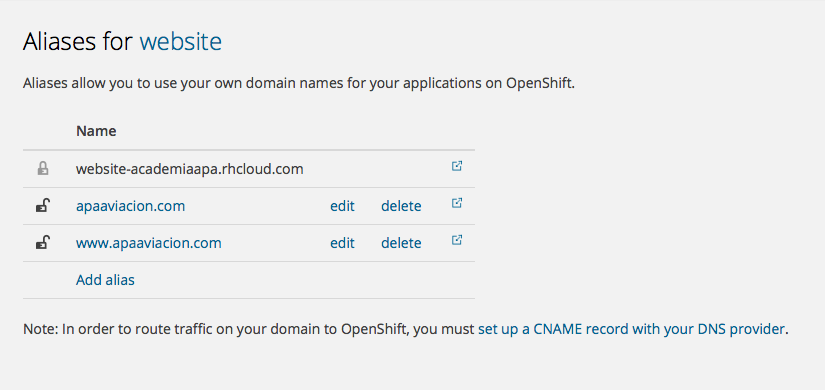 Aliases for website
Aliases allow you to use your own domain names for your applications on OpenShift.
Name
website-academiaapa.rhcloud.com
apaaviacion.com edit delete
www.apaaviacion.com edit delete
Add alias
Note: In order to route traffic on your domain to OpenShift, you must set up a CNAME record with your DNS provider.